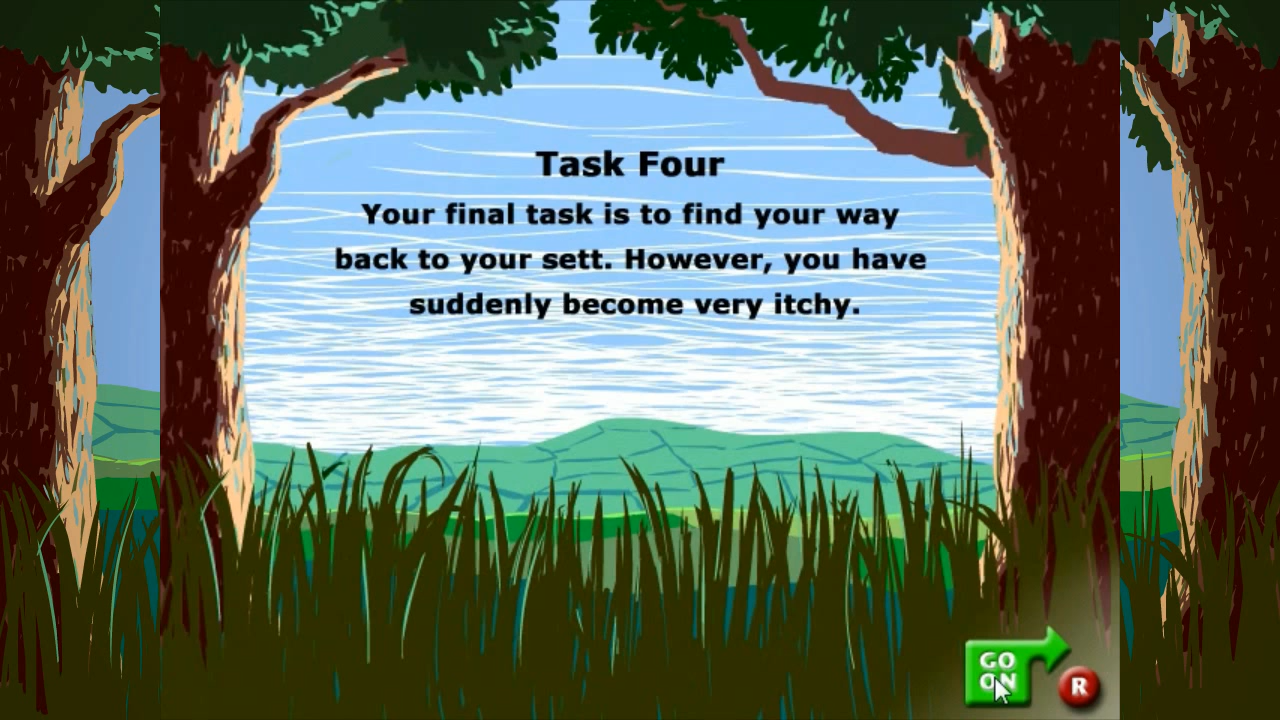 Task Four
Your final task is to find your way
back to your sett. However, you have
suddenly become very itchy.
GO
ON
R